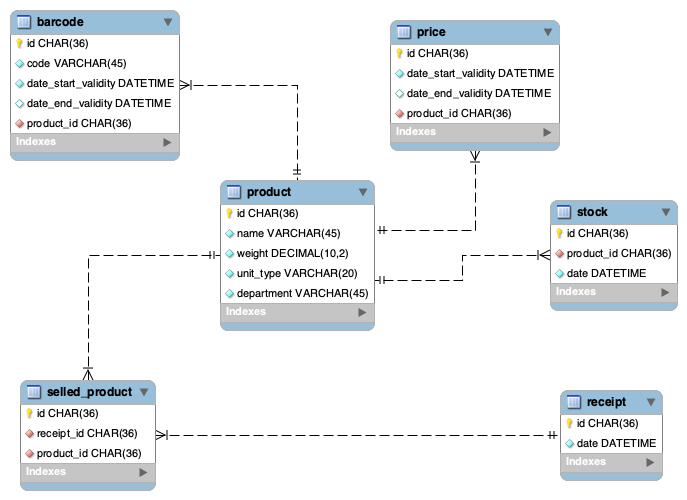 barcode
id CHAR(36)
code VARCHAR(45)
date_start_validity DATETIME
date_end_validity DATETIME
product_id CHAR(36)
Indexes
price
id CHAR(36)
date_start_validity DATETIME
date_end_validity DATETIME
product_id CHAR(36)
Indexes
product
id CHAR(36)
name VARCHAR(45)
weight DECIMAL(10,2)
unit_type VARCHAR(20)
department VARCHAR(45)
Indexes
stock
id CHAR(36)
product_id CHAR(36)
date DATETIME
Indexes
selled_product
id CHAR(36)
receipt_id CHAR(36)
product_id CHAR(36)
Indexes
receipt
id CHAR(36)
date DATETIME
Indexes